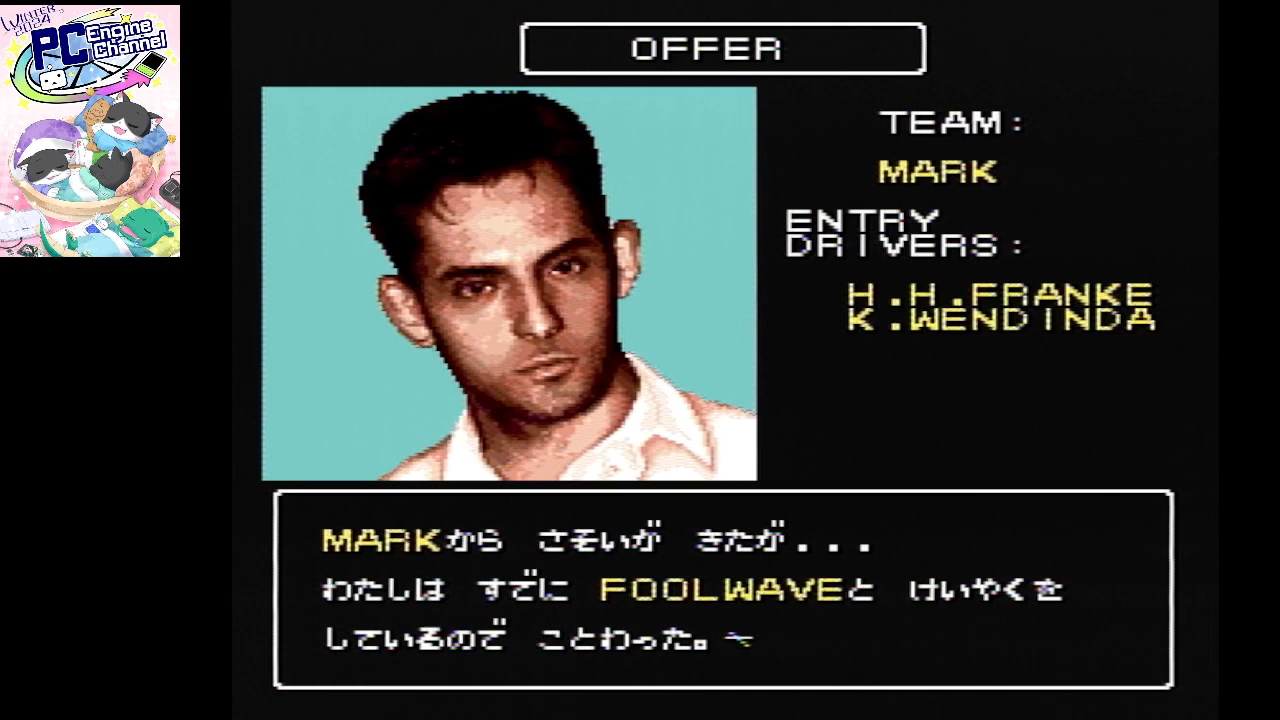 WINTER
2024
PC Engine
Channel
OFFER
TEAM:
MARK
ENTRY
DRIVERS:
H.H.FRANKE
K.WENDINDA
MARKから さそいが きたが...
わたしは すでに FOOLWAVEと けいやくを
しているので ことわった。